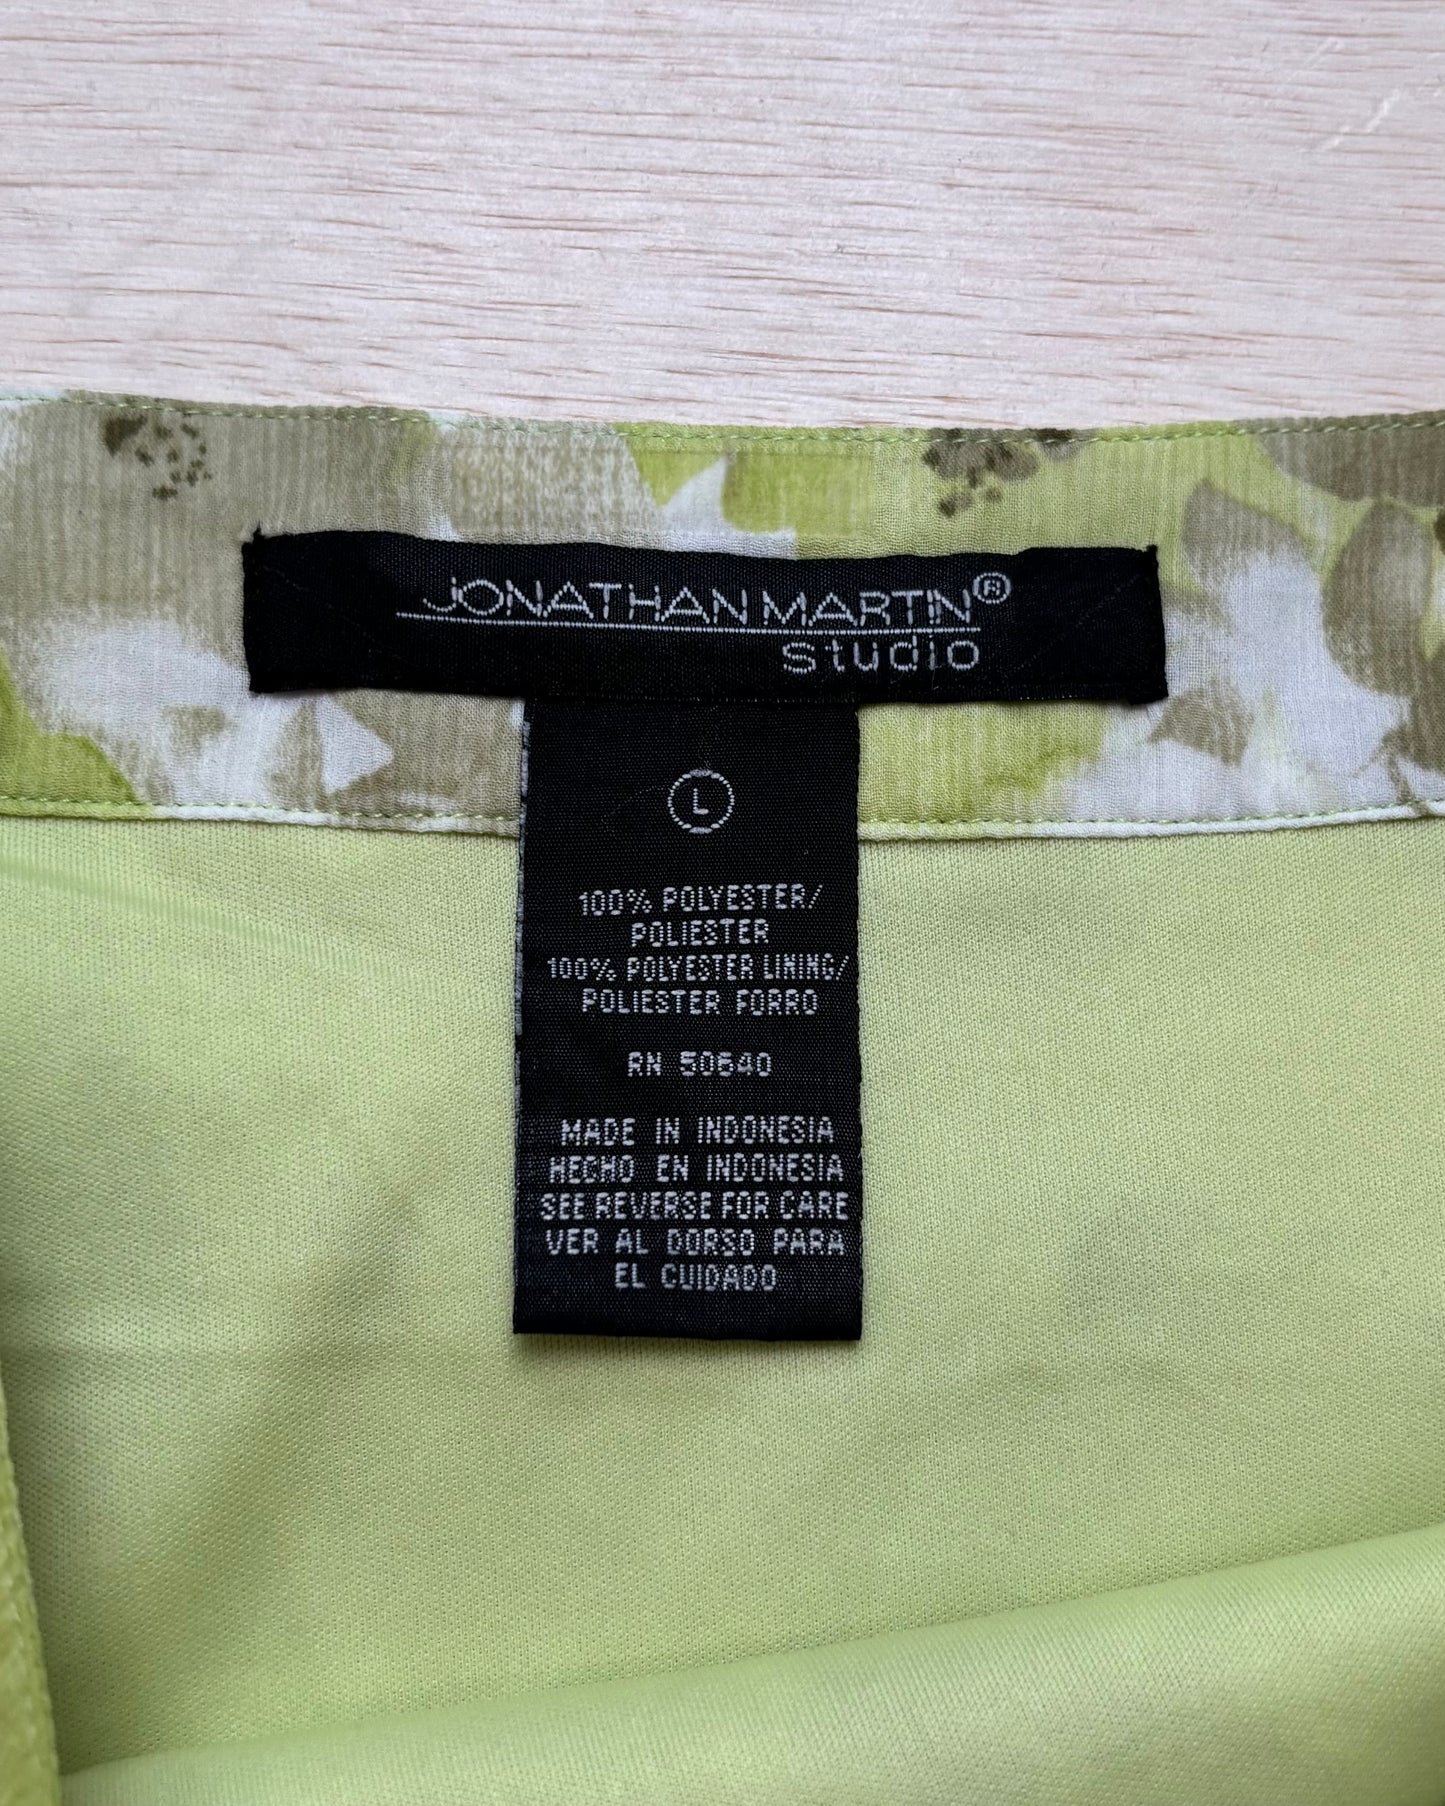 JONATHAN MARTIN®
studio
L
100% POLYESTER/
POLIESTER
100% POLYESTER LINING/
POLIESTER FORRO
RN 50640
MADE IN INDONESIA
HECHO EN INDONESIA
SEE REVERSE FOR CARE
VER AL DORSO PARA
EL CUIDADO